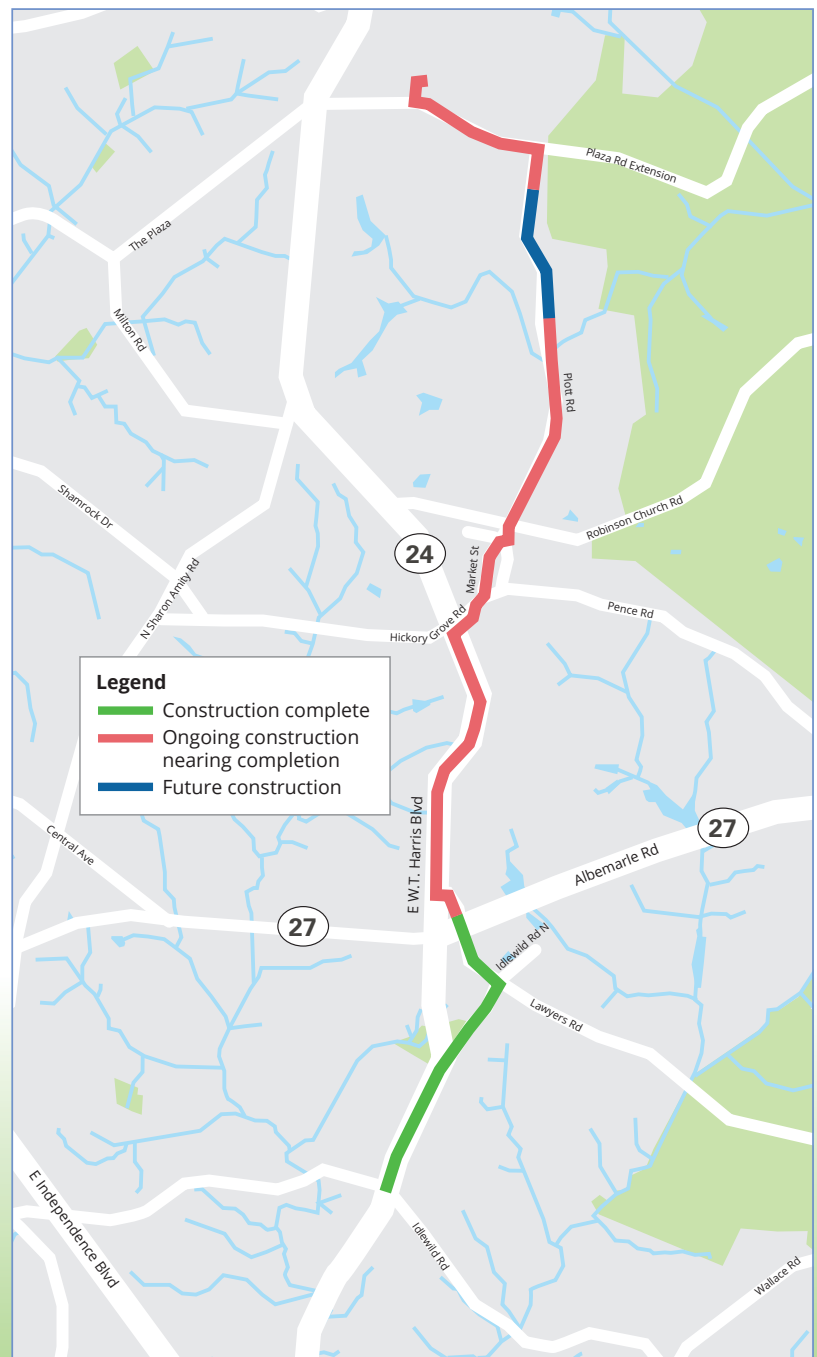 Plaza Rd Extension
The Plaza
Milton Rd
Plott Rd
Shamrock Dr
Robinson Church Rd
24
Market St
N Sharon Amity Rd
Pence Rd
Hickory Grove Rd
Legend
Construction complete
Ongoing construction
nearing completion
Future construction
E W.T. Harris Blvd
27
Central Ave
Albemarle Rd
27
Idlewild Rd N
Lawyers Rd
E Independence Blvd
Idlewild Rd
Wallace Rd